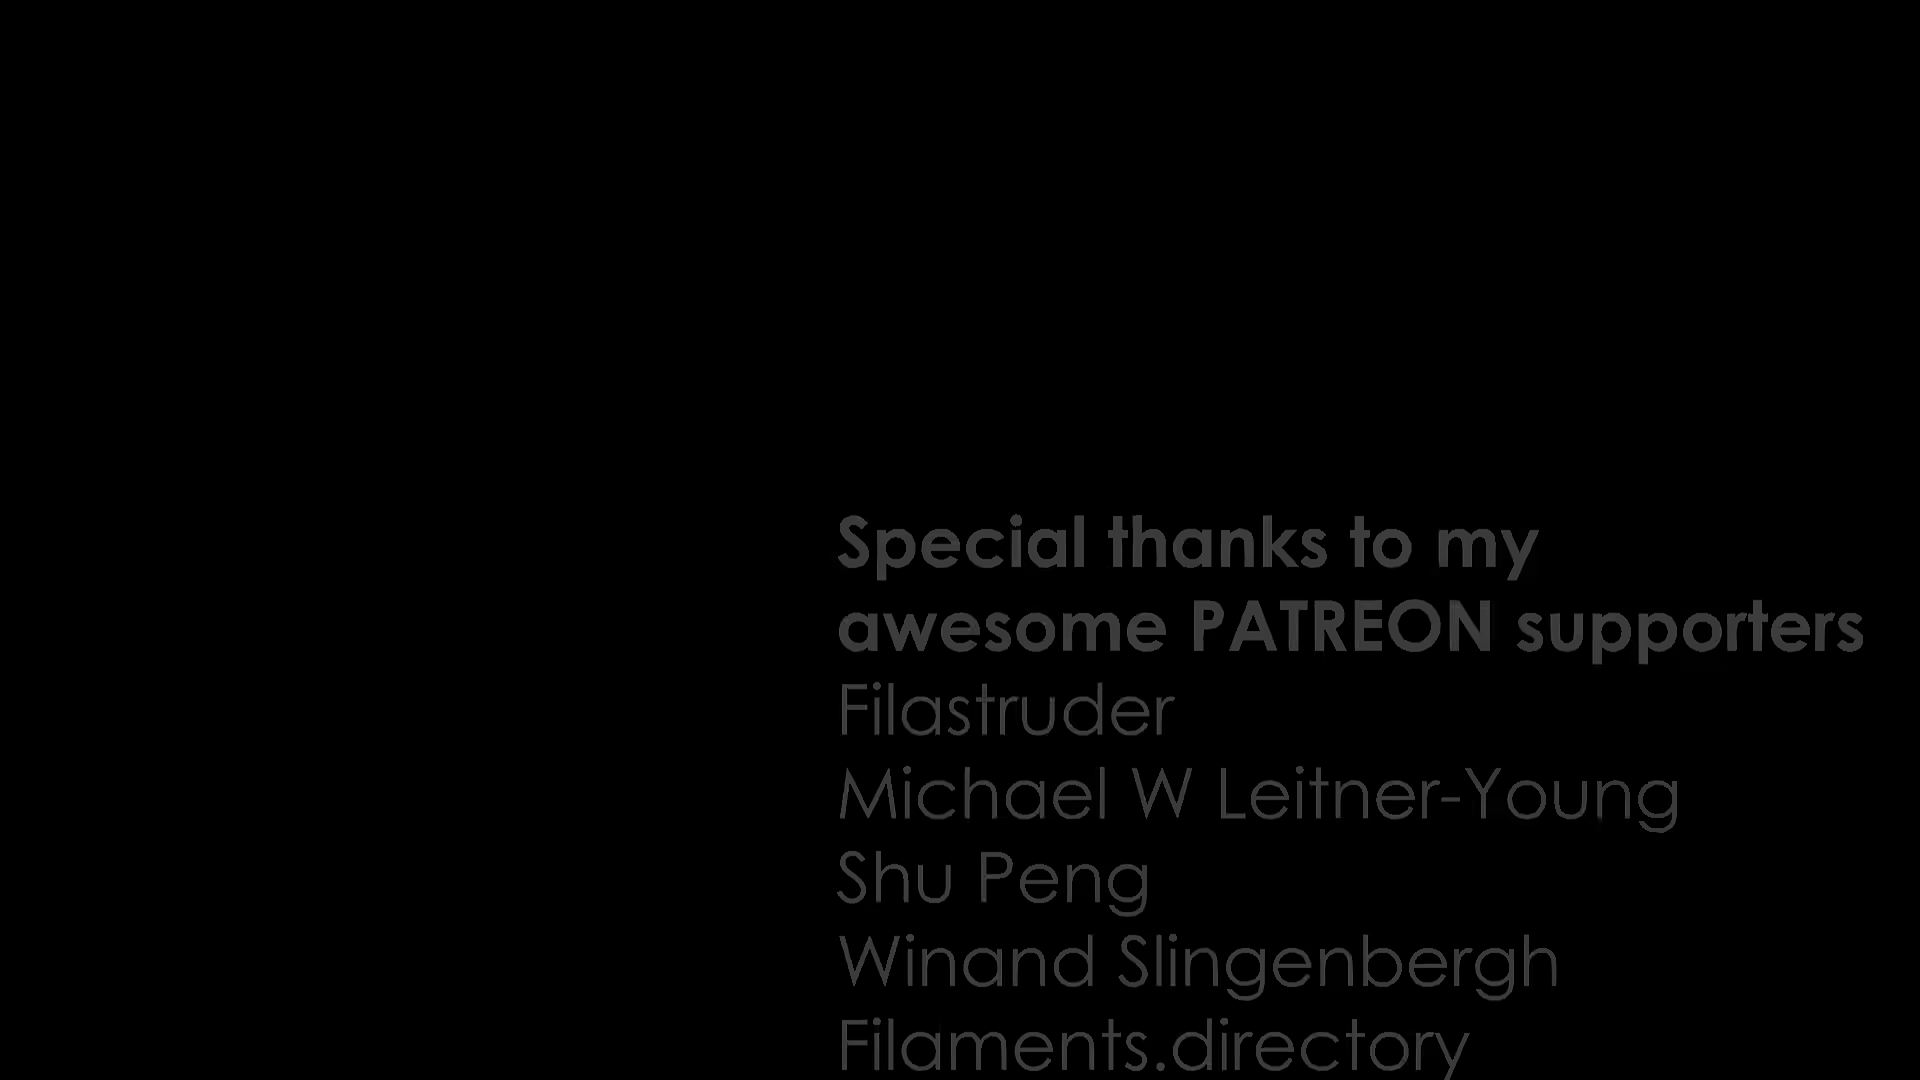 Special thanks to my
awesome PATREON supporters
Filastruder
Michael W Leitner-Young
Shu Peng
Winand Slingenbergh
Filaments.directory